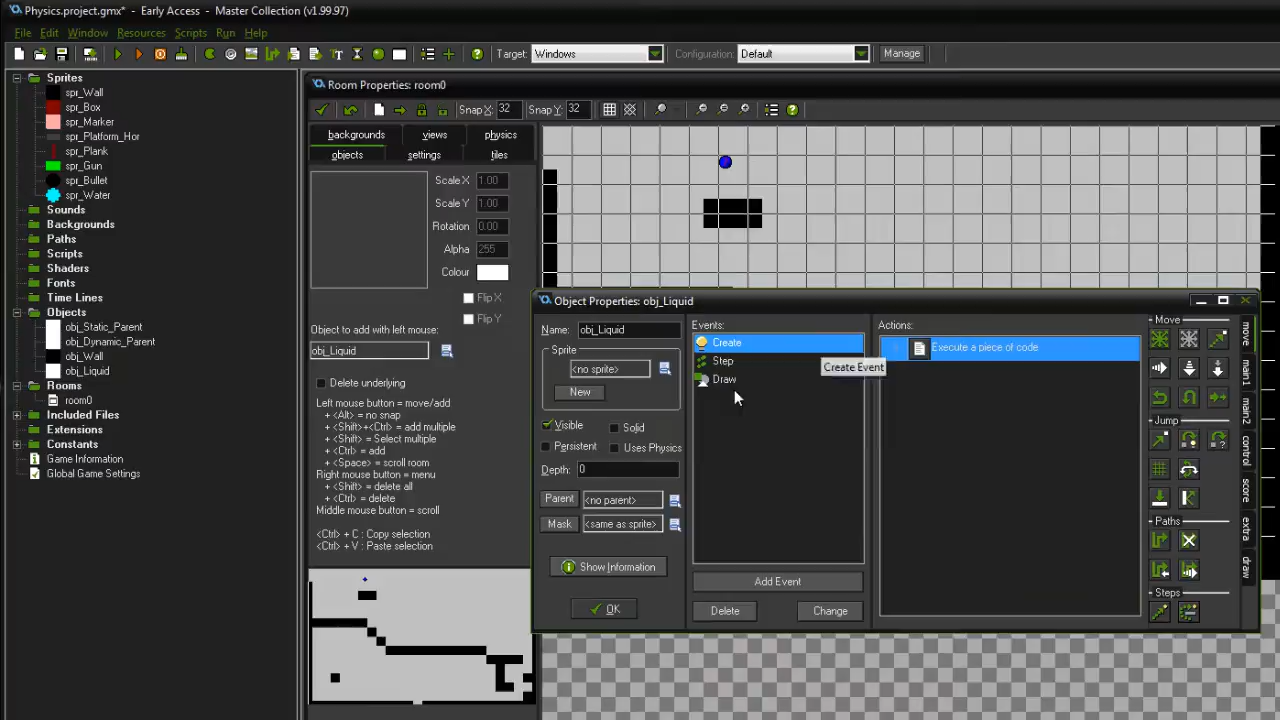 Physics.project.gmx* - Early Access - Master Collection (v1.99.97)
File Edit Window Resources Scripts Run Help
Target: Windows Configuration: Default Manage
Sprites
spr_Wall
spr_Box
spr_Marker
spr_Platform_Hor
spr_Plank
spr_Gun
spr_Bullet
spr_Water
Sounds
Backgrounds
Paths
Scripts
Shaders
Fonts
Time Lines
Objects
obj_Static_Parent
obj_Dynamic_Parent
obj_Wall
obj_Liquid
Rooms
room0
Included Files
Extensions
Constants
Game Information
Global Game Settings
Room Properties: room0
Snap X: 32 Snap Y: 32
backgrounds views physics
objects settings tiles
Scale X 1.00
Scale Y 1.00
Rotation 0.00
Alpha 255
Colour
Flip X
Flip Y
Object to add with left mouse:
obj_Liquid
Delete underlying
Left mouse button = move/add
+ <Alt> = no snap
+ <Shift>+<Ctrl> = add multiple
+ <Shift> = Select multiple
+ <Ctrl> = add
+ <Space> = scroll room
Right mouse button = menu
+ <Shift> = delete all
+ <Ctrl> = delete
Middle mouse button = scroll
<Ctrl> + C : Copy selection
<Ctrl> + V : Paste selection
Object Properties: obj_Liquid
Name: obj_Liquid
Sprite
<no sprite>
New
Visible Solid
Persistent Uses Physics
Depth: 0
Parent <no parent>
Mask <same as sprite>
Show Information
OK
Events:
Create
Step
Draw
Create Event
Add Event
Delete Change
Actions:
Execute a piece of code
Move
Jump
Paths
Steps
move
main1
main2
control
score
extra
draw